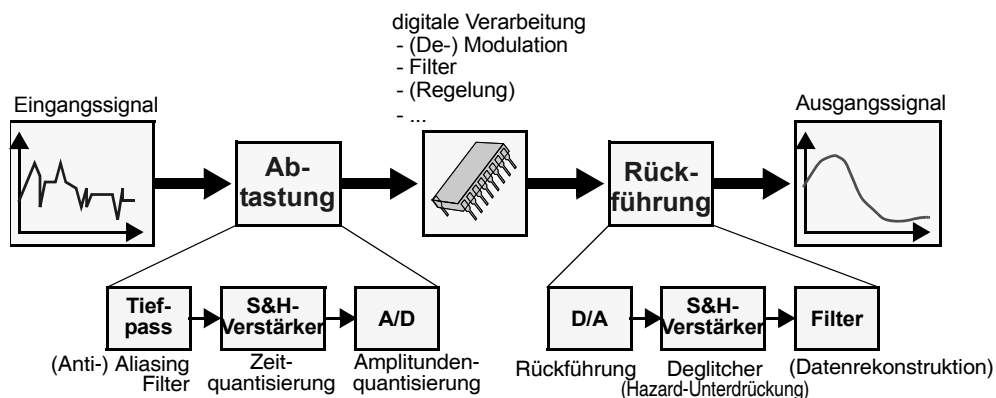 digitale Verarbeitung
- (De-) Modulation
- Filter
- (Regelung)
- ...
Eingangssignal
Ausgangssignal
Ab-
tastung
Rück-
führung
Tief-
pass
S&H-
Verstärker
A/D
D/A
S&H-
Verstärker
Filter
(Anti-) Aliasing
Filter
Zeit-
quantisierung
Amplitunden-
quantisierung
Rückführung
Deglitcher
(Hazard-Unterdrückung)
(Datenrekonstruktion)